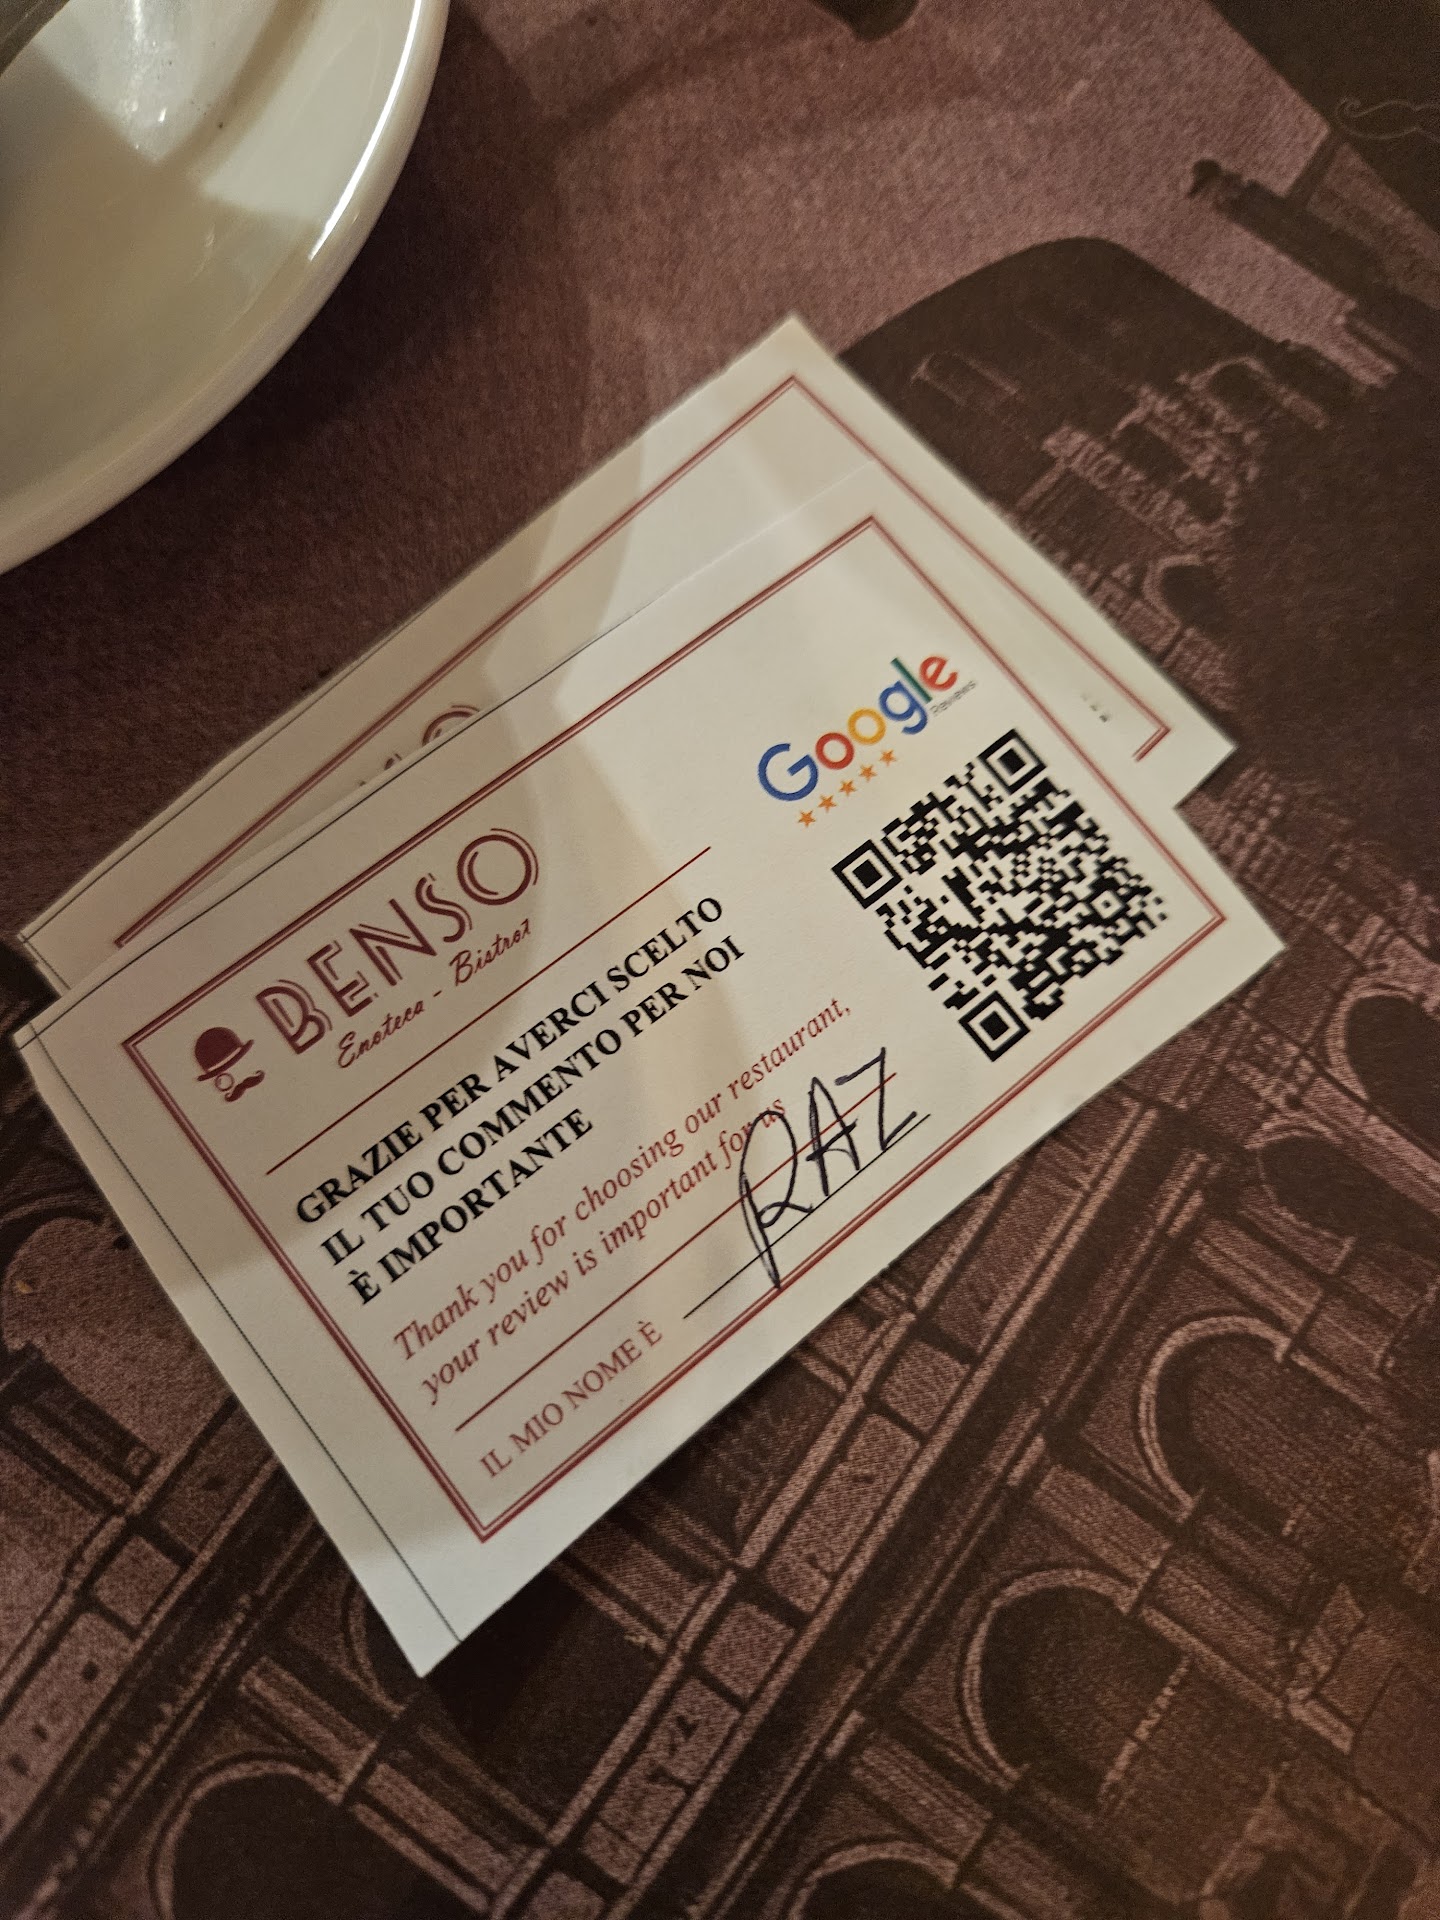 BENSO
Enoteca - Bistrot
Google
Reviews
GRAZIE PER AVERCI SCELTO
IL TUO COMMENTO PER NOI
È IMPORTANTE
Thank you for choosing our restaurant,
your review is important for us
IL MIO NOME È RAZ